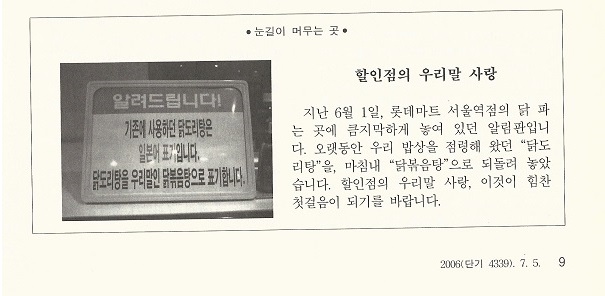 • 눈길이 머무는 곳 •
알려드립니다!
기존에 사용하던 닭도리탕은
일본어 표기입니다.
닭도리탕을 우리말인 닭볶음탕으로 표기합니다.
할인점의 우리말 사랑
지난 6월 1일, 롯데마트 서울역점의 닭 파
는 곳에 큼지막하게 놓여 있던 알림판입니
다. 오랫동안 우리 밥상을 점령해 왔던 “닭도
리탕”을, 마침내 “닭볶음탕”으로 되돌려 놓았
습니다. 할인점의 우리말 사랑, 이것이 힘찬
첫걸음이 되기를 바랍니다.
2006(단기 4339). 7. 5. 9